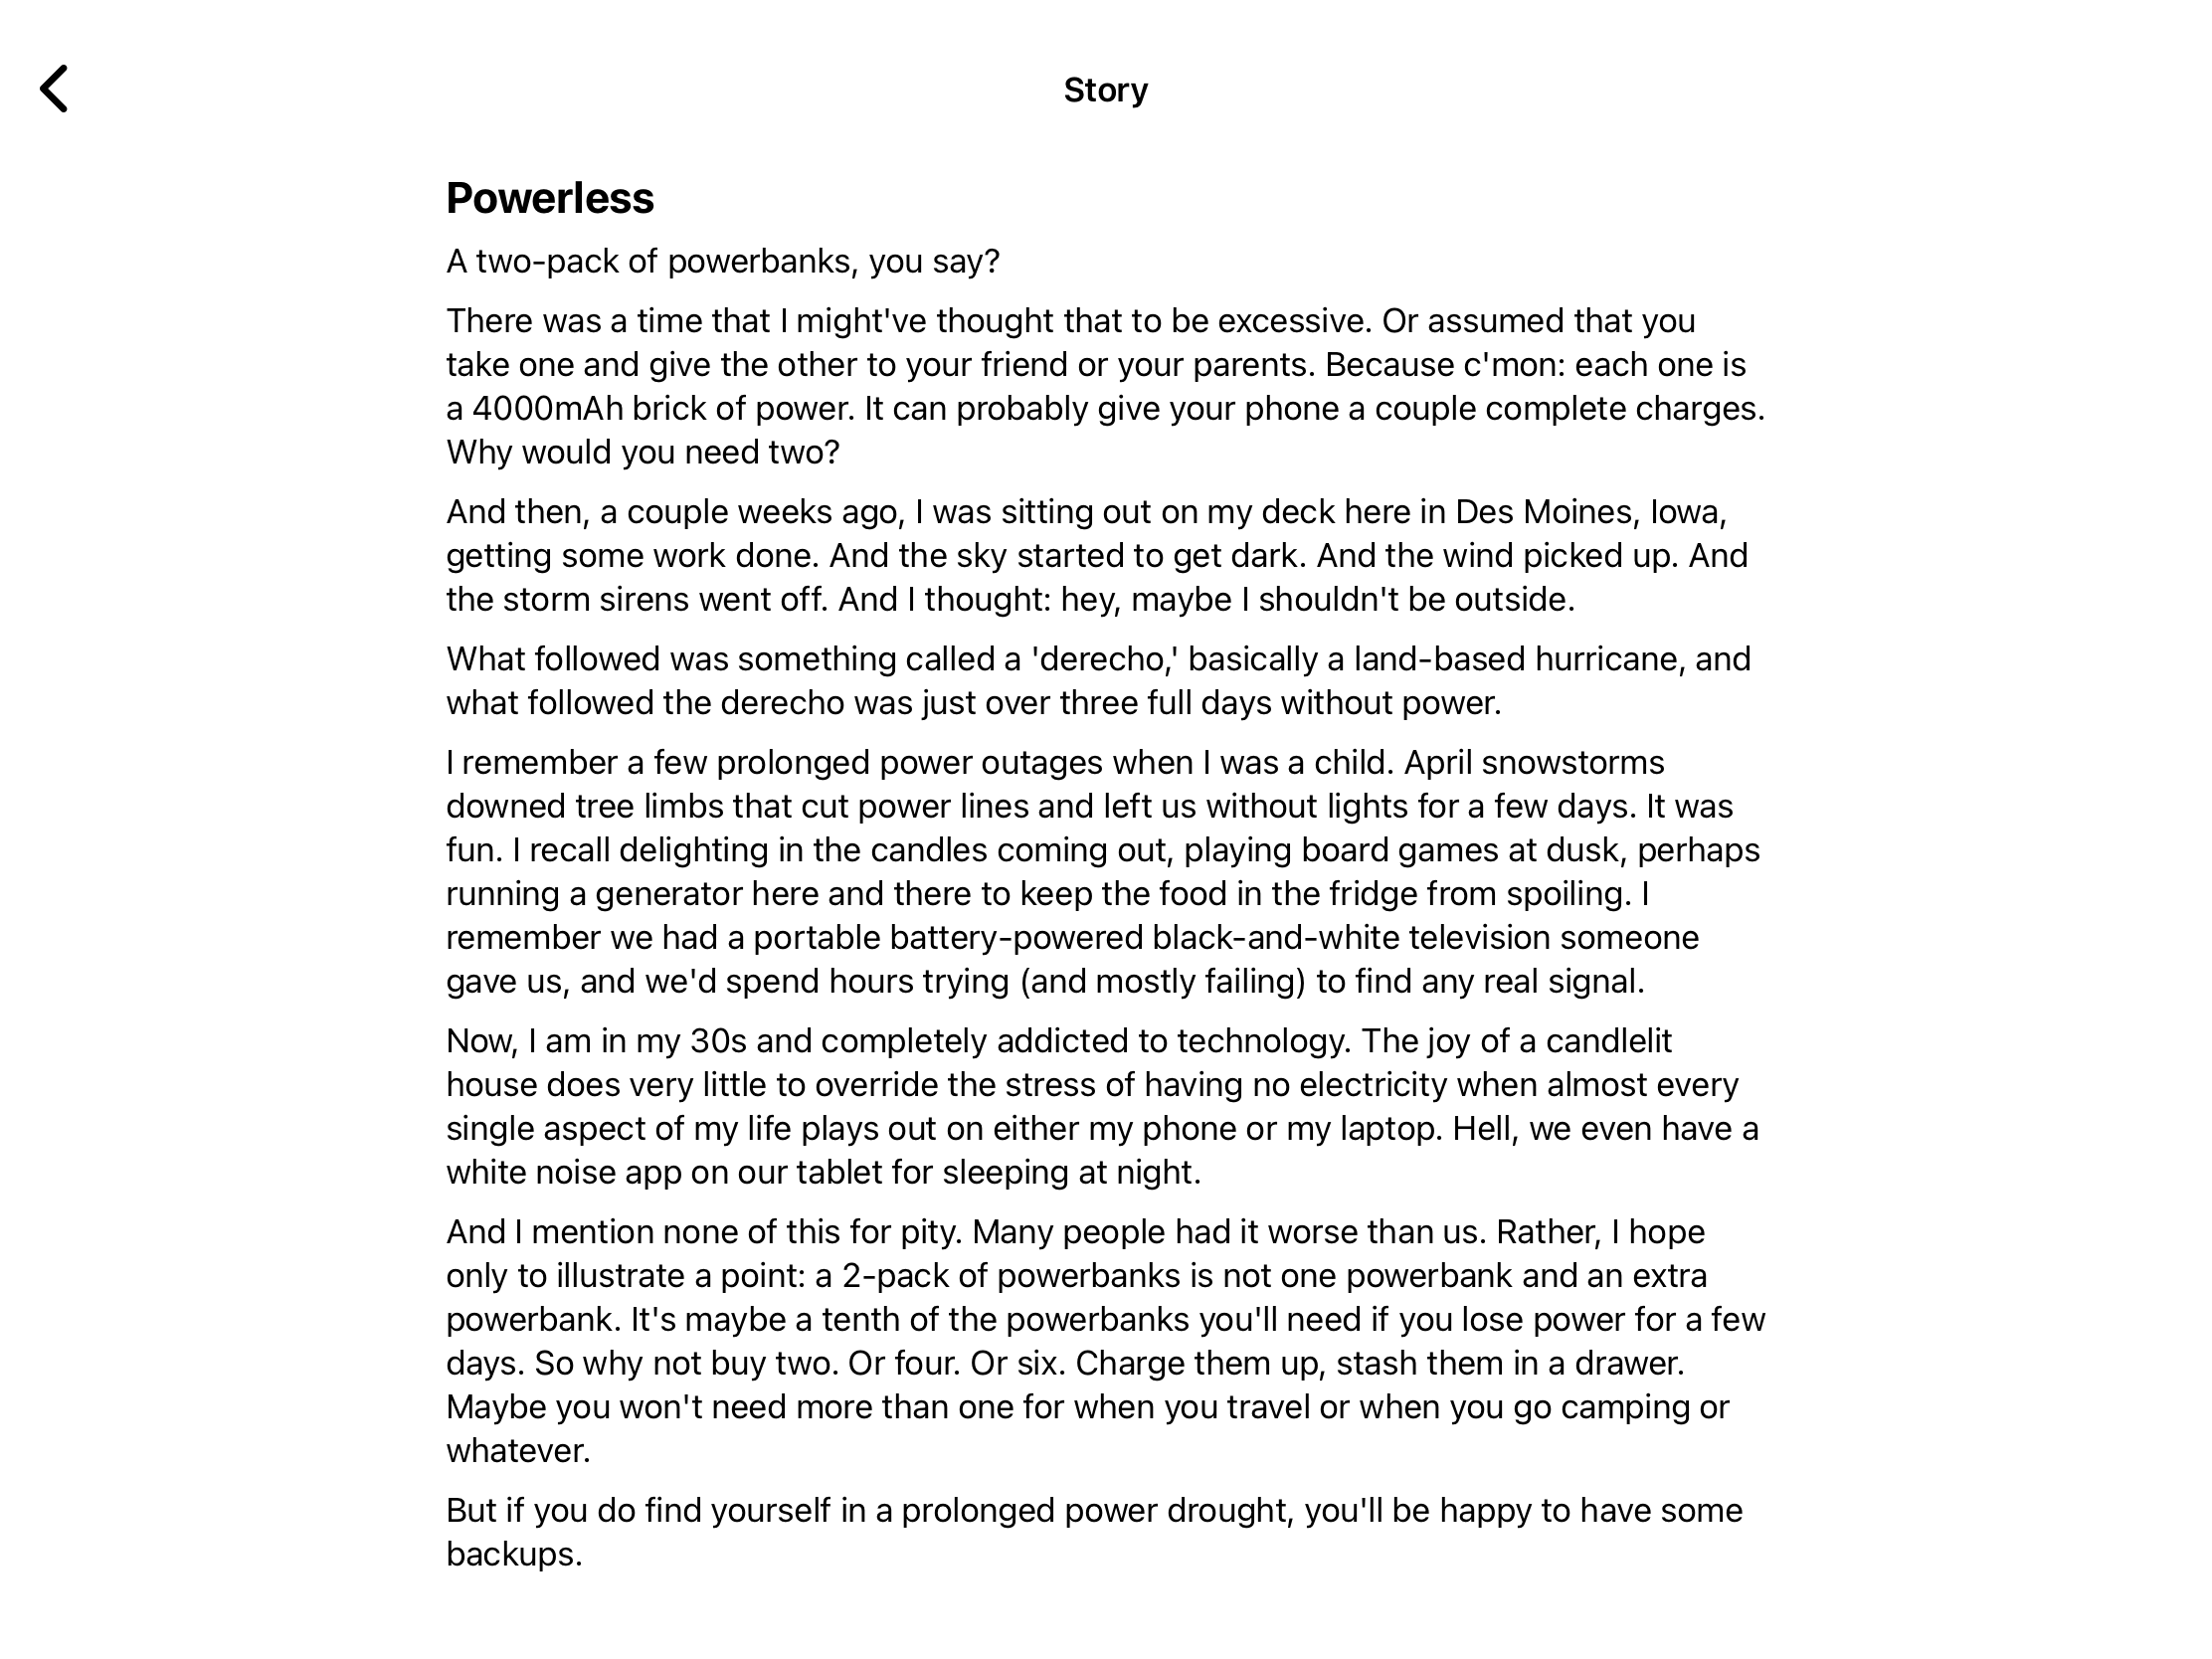 Story
Powerless
A two-pack of powerbanks, you say?
There was a time that I might've thought that to be excessive. Or assumed that you
take one and give the other to your friend or your parents. Because c'mon: each one is
a 4000mAh brick of power. It can probably give your phone a couple complete charges.
Why would you need two?
And then, a couple weeks ago, I was sitting out on my deck here in Des Moines, Iowa,
getting some work done. And the sky started to get dark. And the wind picked up. And
the storm sirens went off. And I thought: hey, maybe I shouldn't be outside.
What followed was something called a 'derecho,' basically a land-based hurricane, and
what followed the derecho was just over three full days without power.
I remember a few prolonged power outages when I was a child. April snowstorms
downed tree limbs that cut power lines and left us without lights for a few days. It was
fun. I recall delighting in the candles coming out, playing board games at dusk, perhaps
running a generator here and there to keep the food in the fridge from spoiling. I
remember we had a portable battery-powered black-and-white television someone
gave us, and we'd spend hours trying (and mostly failing) to find any real signal.
Now, I am in my 30s and completely addicted to technology. The joy of a candlelit
house does very little to override the stress of having no electricity when almost every
single aspect of my life plays out on either my phone or my laptop. Hell, we even have a
white noise app on our tablet for sleeping at night.
And I mention none of this for pity. Many people had it worse than us. Rather, I hope
only to illustrate a point: a 2-pack of powerbanks is not one powerbank and an extra
powerbank. It's maybe a tenth of the powerbanks you'll need if you lose power for a few
days. So why not buy two. Or four. Or six. Charge them up, stash them in a drawer.
Maybe you won't need more than one for when you travel or when you go camping or
whatever.
But if you do find yourself in a prolonged power drought, you'll be happy to have some
backups.